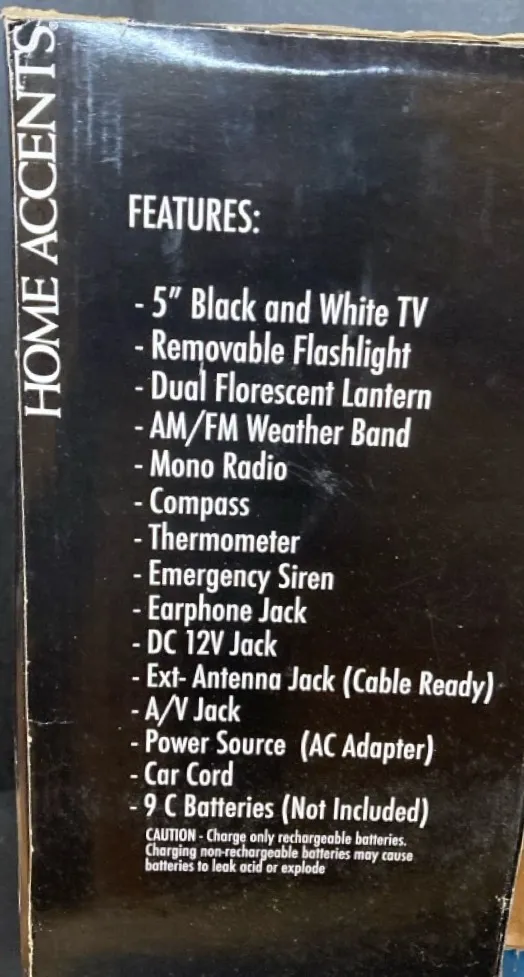 HOME ACCENTS®
FEATURES:
- 5" Black and White TV
- Removable Flashlight
- Dual Florescent Lantern
- AM/FM Weather Band
- Mono Radio
- Compass
- Thermometer
- Emergency Siren
- Earphone Jack
- DC 12V Jack
- Ext- Antenna Jack (Cable Ready)
- A/V Jack
- Power Source (AC Adapter)
- Car Cord
- 9 C Batteries (Not Included)
CAUTION - Charge only rechargeable batteries.
Charging non-rechargeable batteries may cause
batteries to leak acid or explode